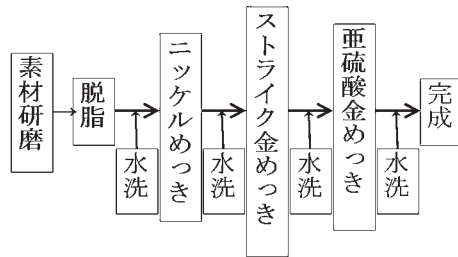 素材研磨
脱脂
水洗
ニッケルめっき
水洗
ストライク金めっき
水洗
亜硫酸金めっき
水洗
完成